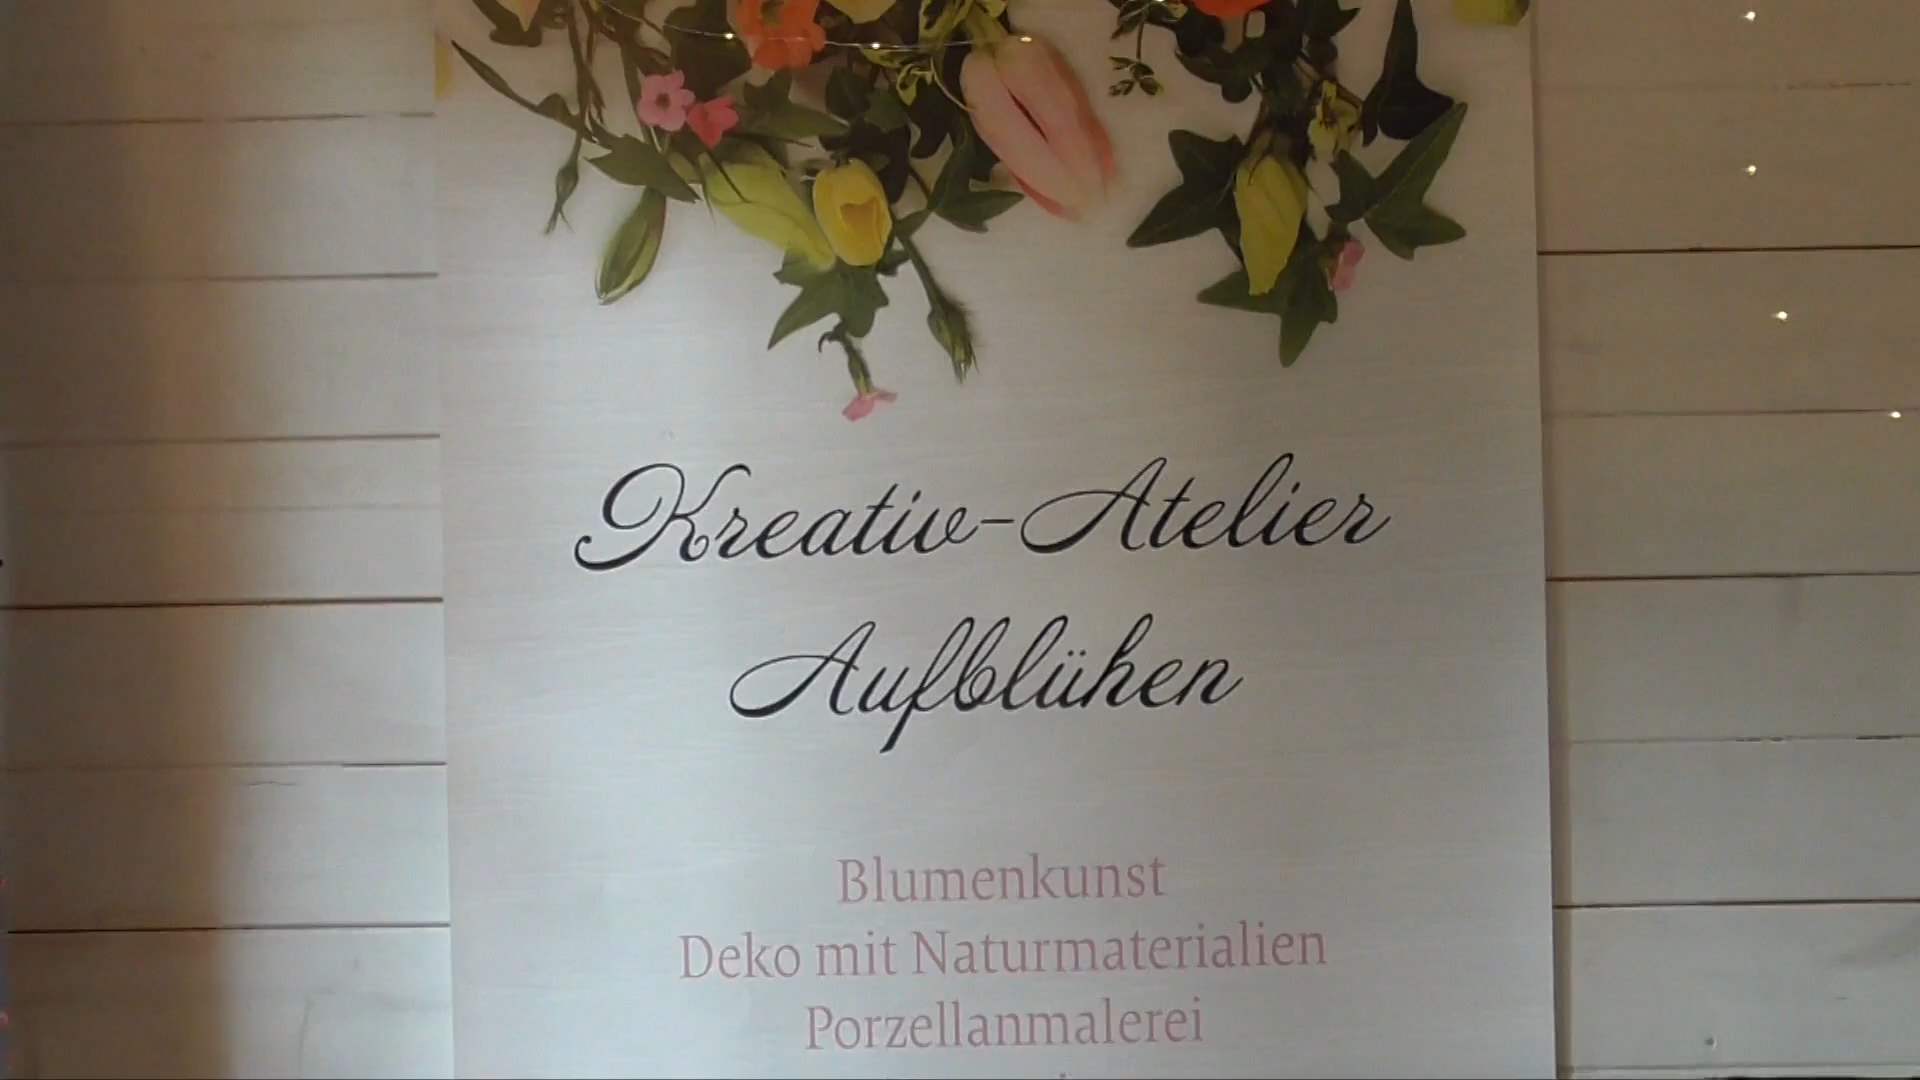 Kreativ-Atelier
Aufblühen
Blumenkunst
Deko mit Naturmaterialien
Porzellanmalerei